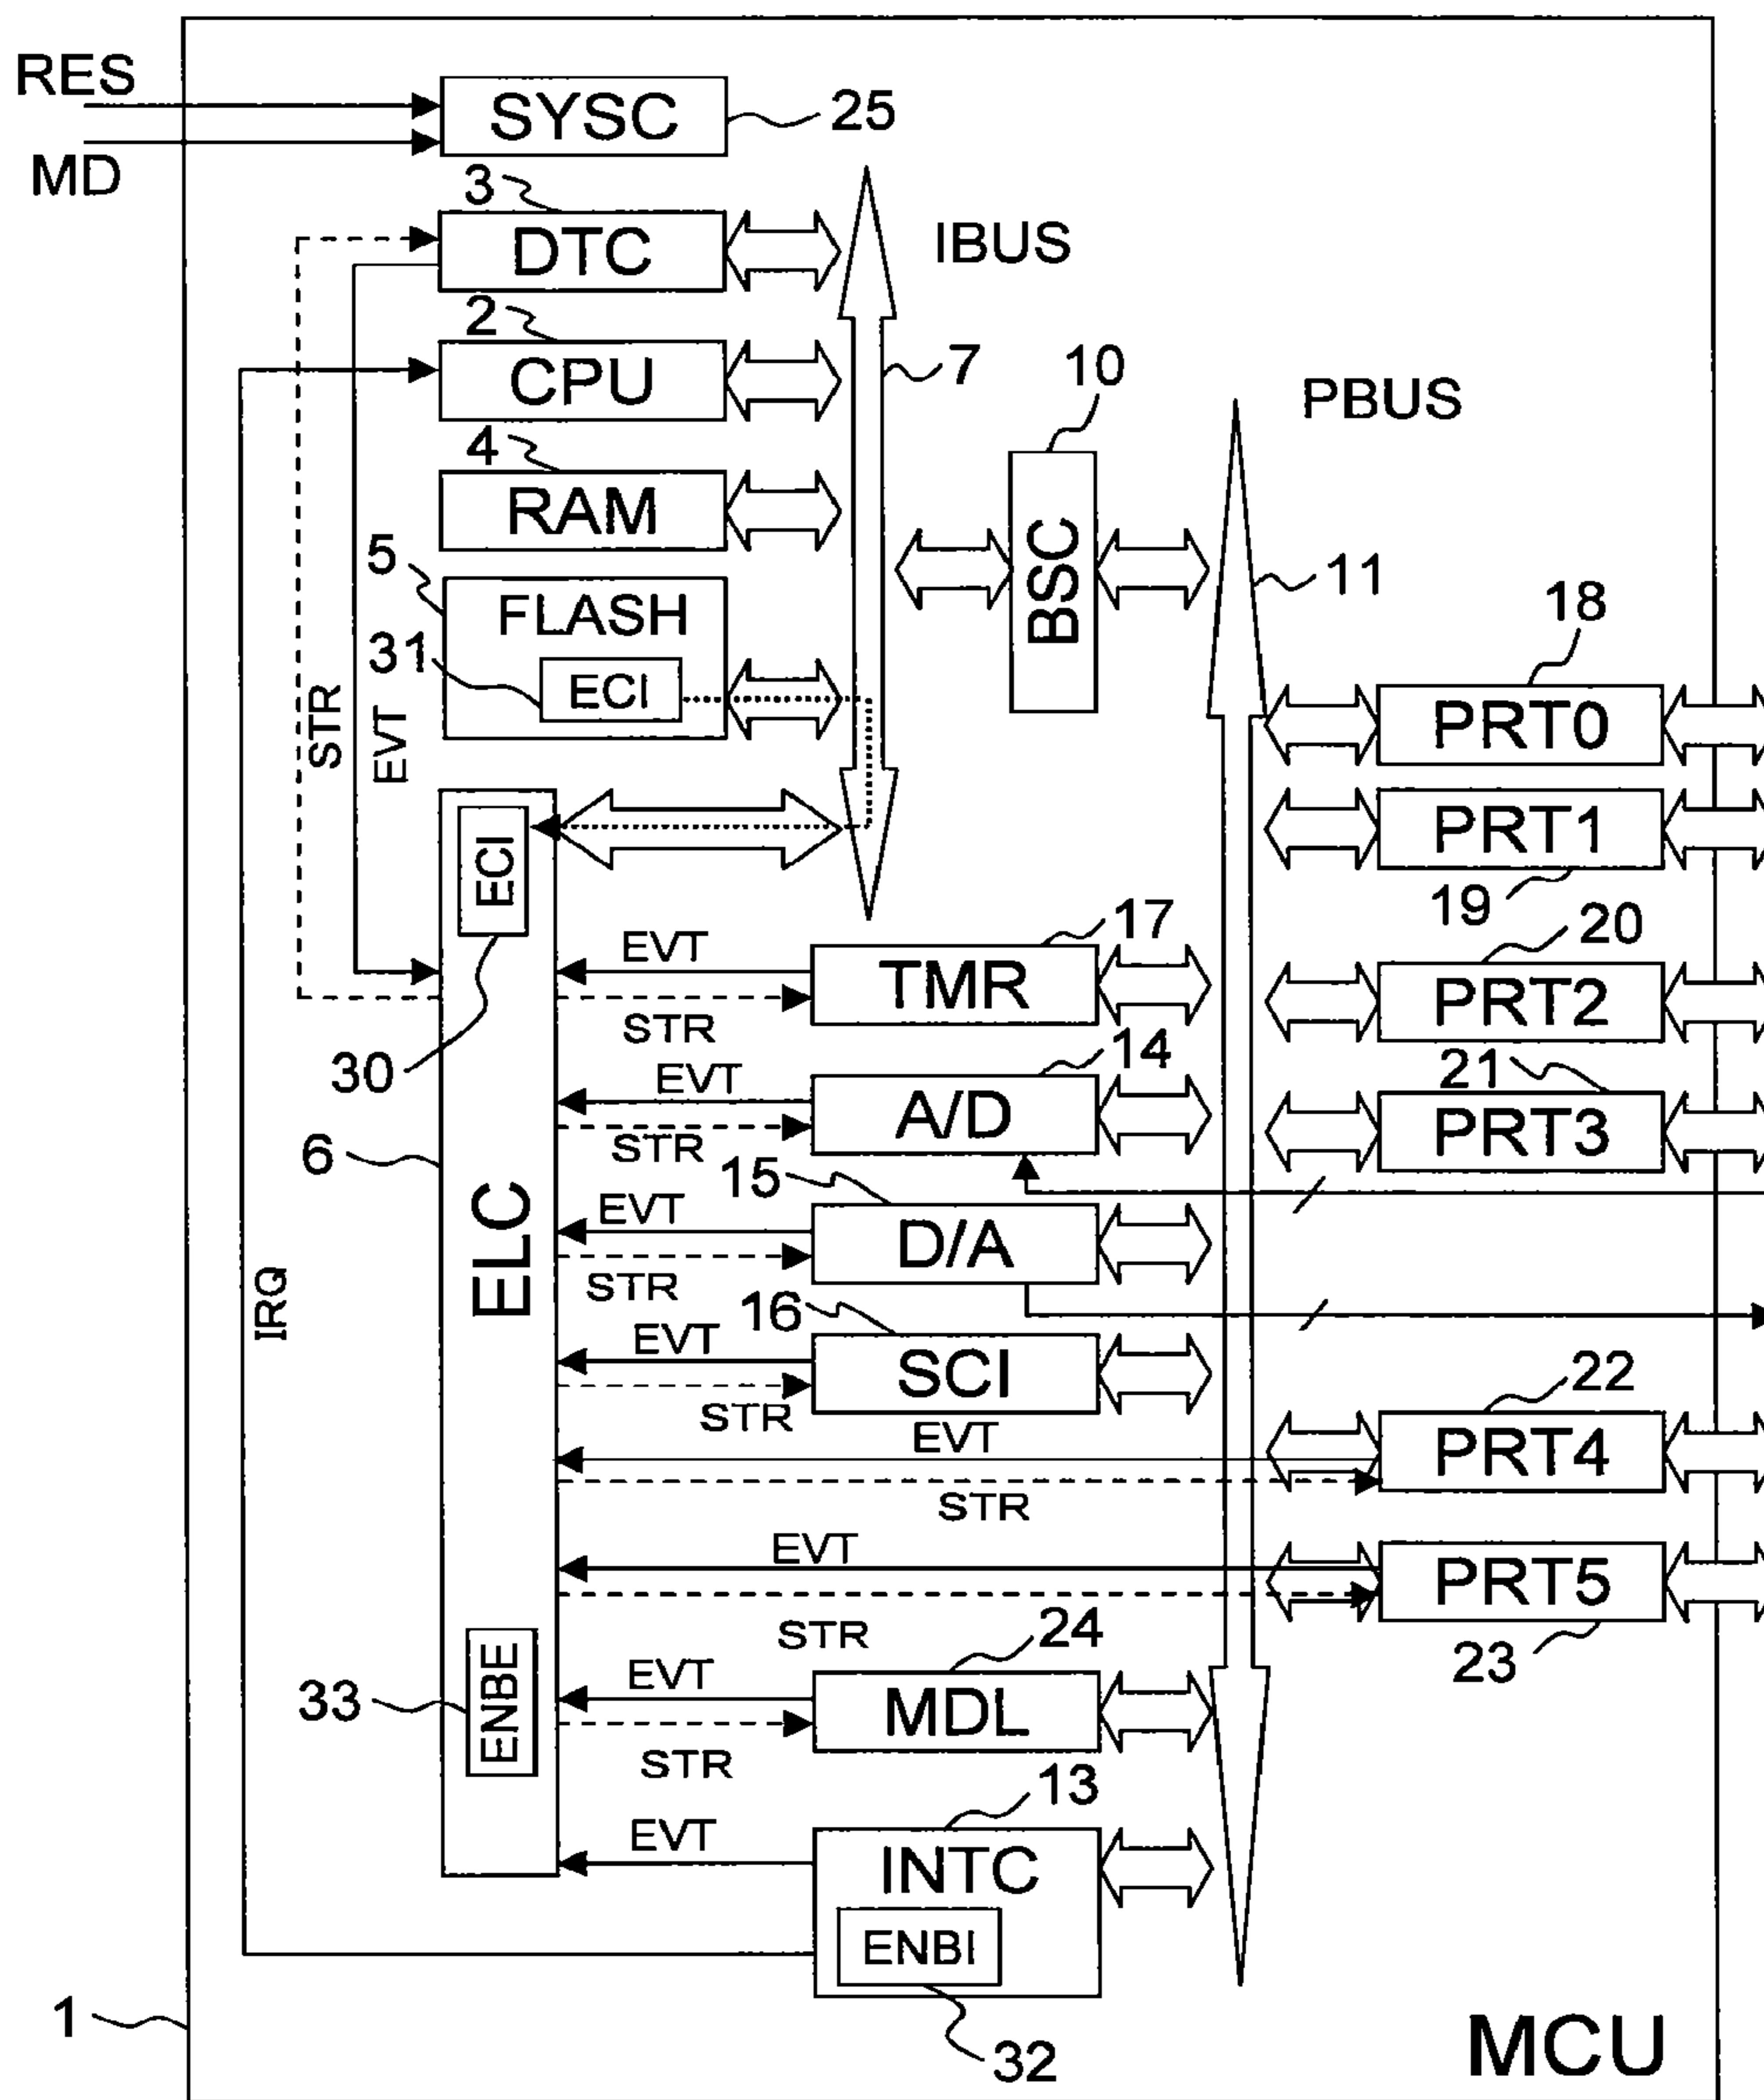 RES
SYSC
25
MD
3
DTC
IBUS
2
CPU
7
10
PBUS
4
RAM
5
FLASH
BSC
11
18
31
ECI
STR
EVT
PRT0
ECI
PRT1
19
17
20
EVT
TMR
PRT2
STR
30
14
21
EVT
A/D
PRT3
STR
6
15
ELC
EVT
D/A
STR
IRQ
16
EVT
SCI
22
STR
EVT
PRT4
STR
EVT
PRT5
STR
24
23
33
ENBE
EVT
MDL
STR
13
EVT
INTC
ENBI
1
32
MCU